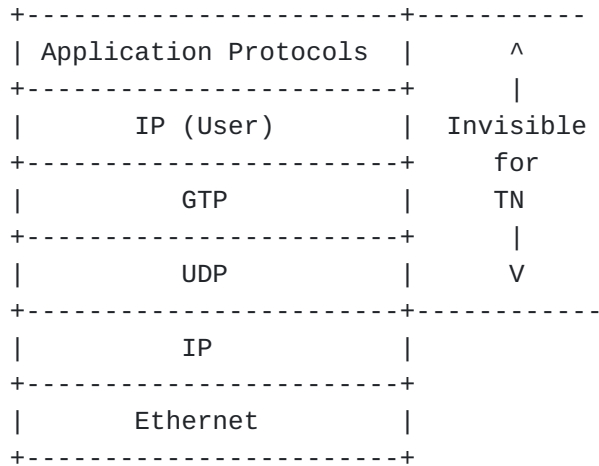 +------------------------+-----------
| Application Protocols  |      ^
+------------------------+      |
|        IP (User)       |  Invisible
+------------------------+     for
|           GTP          |     TN
+------------------------+      |
|           UDP          |      V
+------------------------+------------
|           IP           |
+------------------------+
|        Ethernet        |
+------------------------+